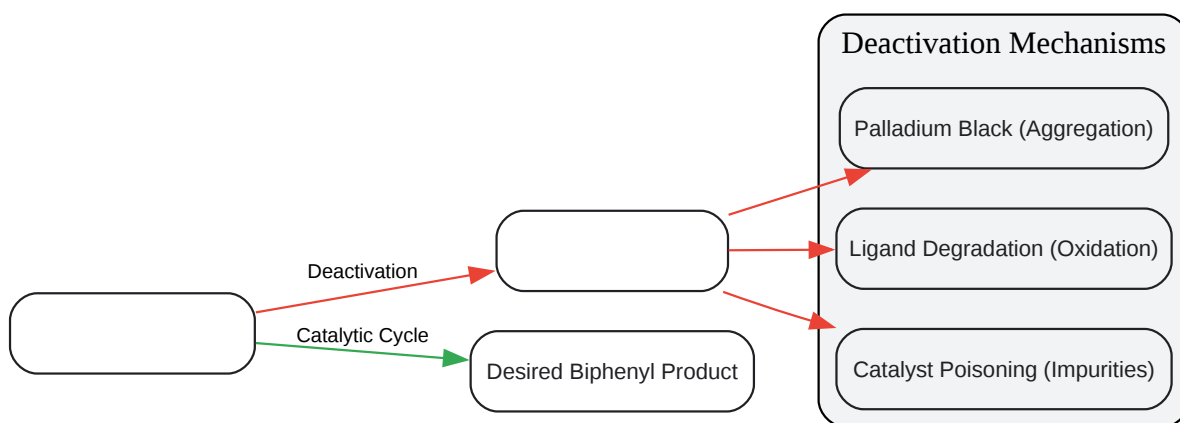 Deactivation Mechanisms
Palladium Black (Aggregation)
Ligand Degradation (Oxidation)
Deactivation
Catalytic Cycle
Desired Biphenyl Product
Catalyst Poisoning (Impurities)